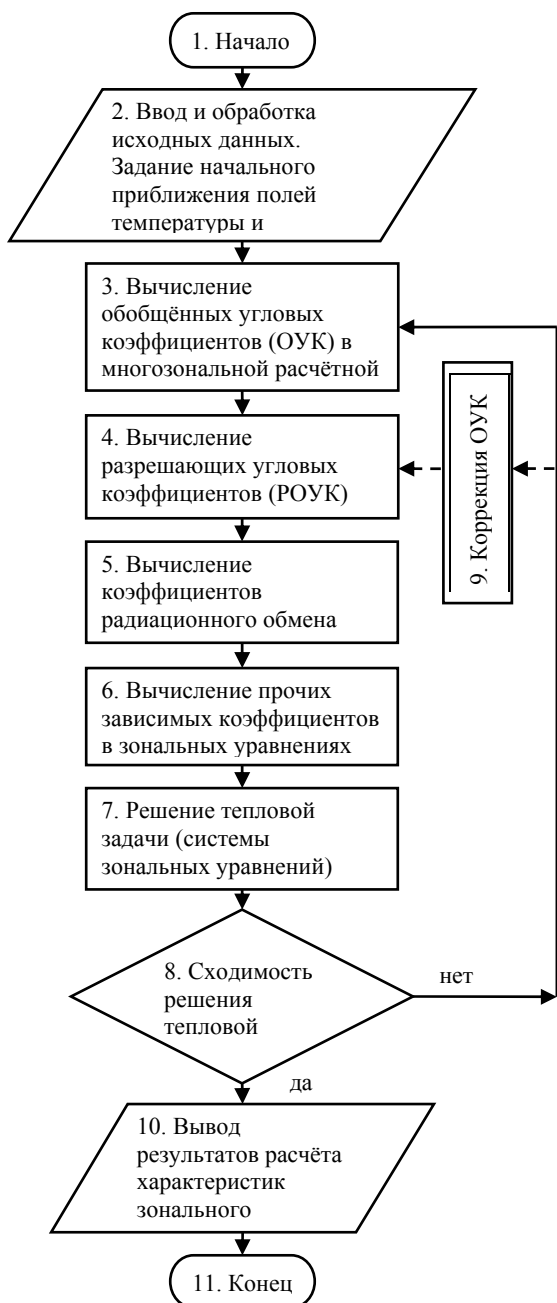 1. Начало
2. Ввод и обработка
исходных данных.
Задание начального
приближения полей
температуры и
3. Вычисление
обобщённых угловых
коэффициентов (ОУК) в
многозональной расчётной
4. Вычисление
разрешающих угловых
коэффициентов (РОУК)
9. Коррекция ОУК
5. Вычисление
коэффициентов
радиационного обмена
6. Вычисление прочих
зависимых коэффициентов
в зональных уравнениях
7. Решение тепловой
задачи (системы
зональных уравнений)
8. Сходимость
решения
тепловой
нет
да
10. Вывод
результатов расчёта
характеристик
зонального
11. Конец